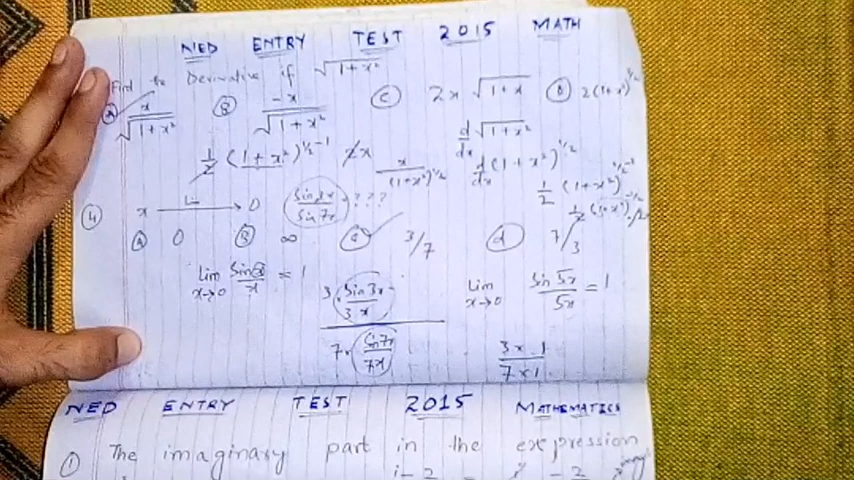 NED ENTRY TEST 2015 MATH
Find the Derivative if √(1+x²)
(A) x/√(1+x²) (B) -x/√(1+x²) (C) 2x √(1+x) (D) 2(1+x²)^1/2
d/dx √(1+x²)
1/2 (1+x²)^1/2-1 2x x/(1+x²)^1/2 d/dx (1+x²)^1/2
1/2 (1+x²)^1/2-1
(4) x Lim→ 0 Sin3x/Sin7x = ???
(A) 0 (B) ∞ (C) 3/7 (d) 7/3
Lim x→0 Sin x/x = 1 Lim x→0 Sin 5x/5x = 1
3. Sin3x/3x
7. Sin7x/7x
3×1/7×1
NED ENTRY TEST 2015 MATHEMATICS
(1) The imaginary part in the expression